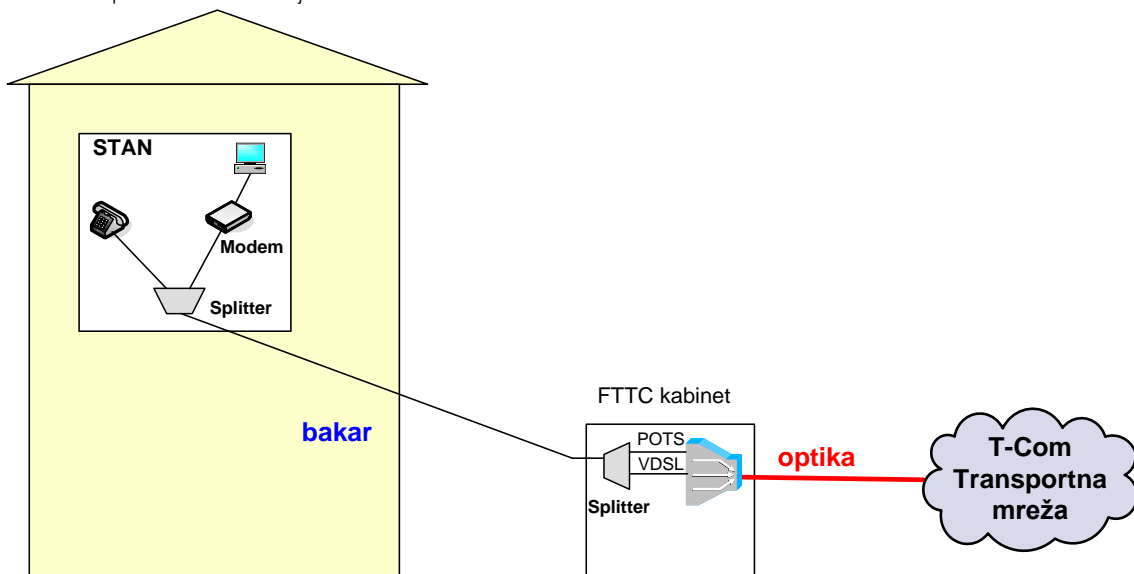 STAN
Modem
Splitter
bakar
FTTC kabinet
POTS
VDSL
Splitter
optika
T-Com
Transportna
mreža